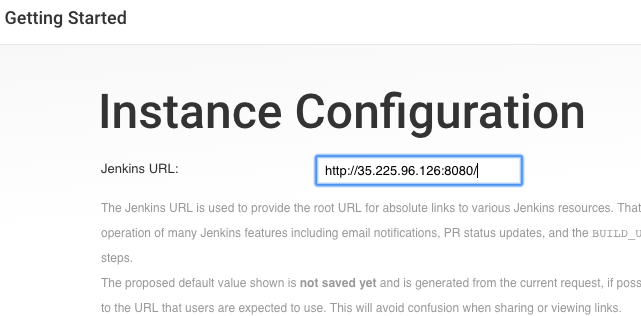 Getting Started
Instance Configuration
Jenkins URL:
http://35.225.96.126:8080/
The Jenkins URL is used to provide the root URL for absolute links to various Jenkins resources. That
operation of many Jenkins features including email notifications, PR status updates, and the BUILD_U
steps.
The proposed default value shown is not saved yet and is generated from the current request, if poss
to the URL that users are expected to use. This will avoid confusion when sharing or viewing links.